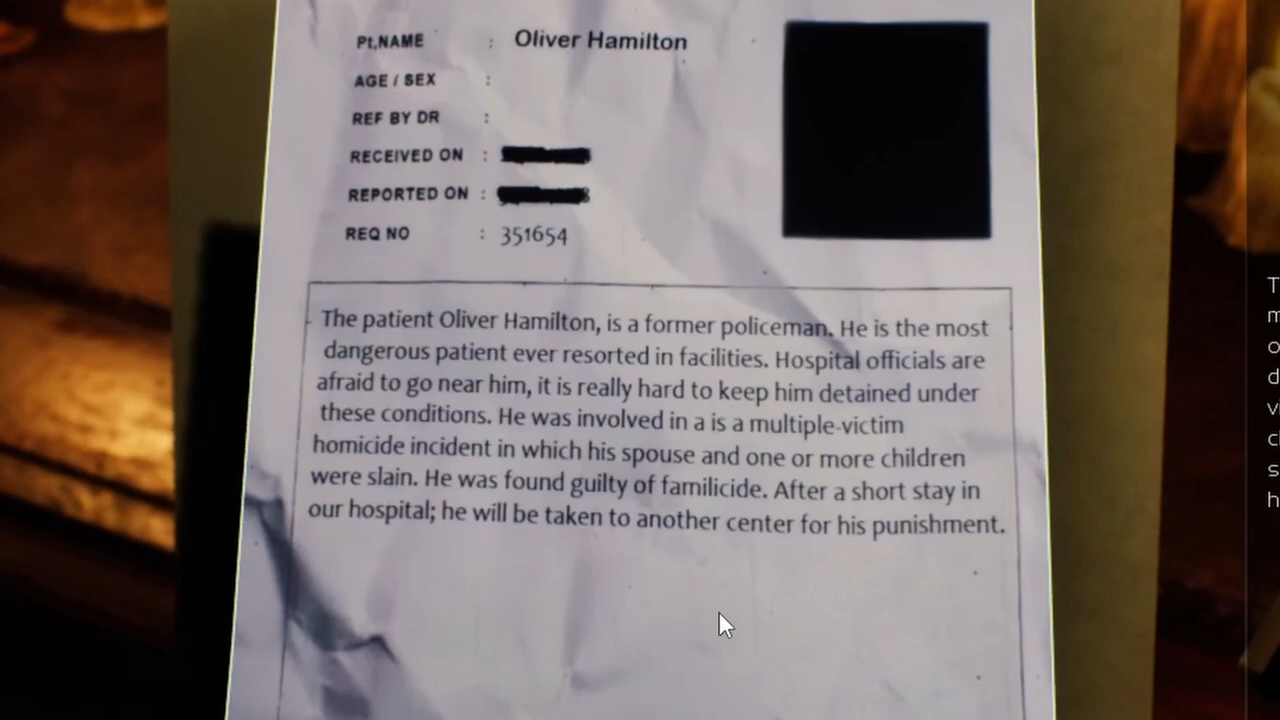 Pt,NAME : Oliver Hamilton
AGE / SEX :
REF BY DR :
RECEIVED ON :
REPORTED ON :
REQ NO : 351654
The patient Oliver Hamilton, is a former policeman. He is the most
dangerous patient ever resorted in facilities. Hospital officials are
afraid to go near him, it is really hard to keep him detained under
these conditions. He was involved in a is a multiple-victim
homicide incident in which his spouse and one or more children
were slain. He was found guilty of familicide. After a short stay in
our hospital; he will be taken to another center for his punishment.